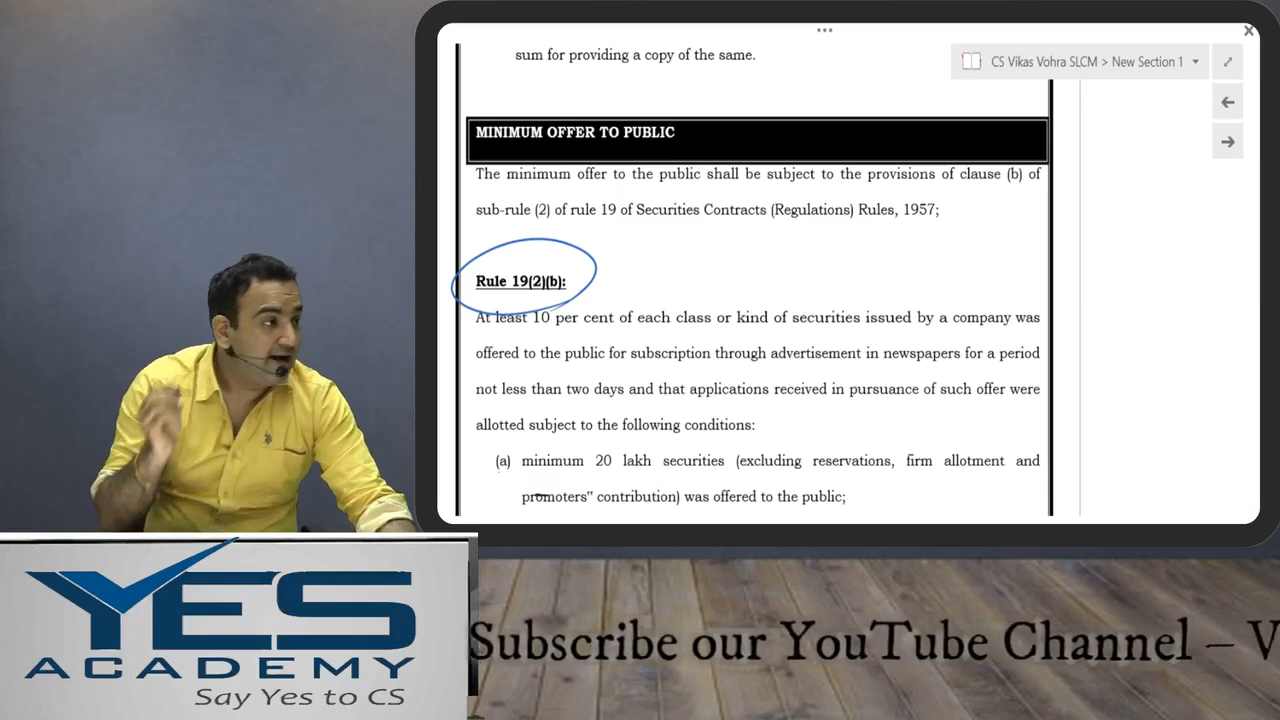 sum for providing a copy of the same.
CS Vikas Vohra SLCM > New Section 1
MINIMUM OFFER TO PUBLIC
The minimum offer to the public shall be subject to the provisions of clause (b) of
sub-rule (2) of rule 19 of Securities Contracts (Regulations) Rules, 1957;
Rule 19(2)(b):
At least 10 per cent of each class or kind of securities issued by a company was
offered to the public for subscription through advertisement in newspapers for a period
not less than two days and that applications received in pursuance of such offer were
allotted subject to the following conditions:
(a) minimum 20 lakh securities (excluding reservations, firm allotment and
promoters" contribution) was offered to the public;
YES
ACADEMY
Say Yes to CS
Subscribe our YouTube Channel – V